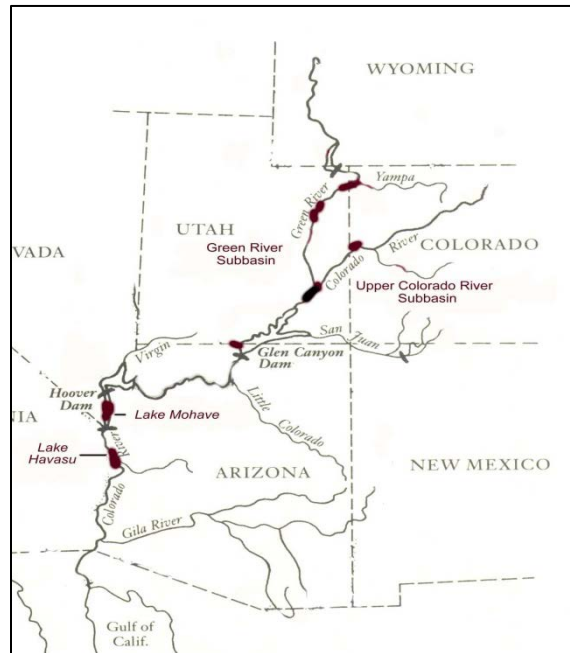 WYOMING
Yampa
Green River
UTAH
VADA
Green River
Subbasin
River
COLORADO
Colorado
Upper Colorado River
Subbasin
San Juan
Virgin
Glen Canyon
Dam
Hoover
Dam
Lake Mohave
NIA
River
Little
Colorado
Lake
Havasu
ARIZONA
NEW MEXICO
Colorado
Gila River
Gulf of
Calif.